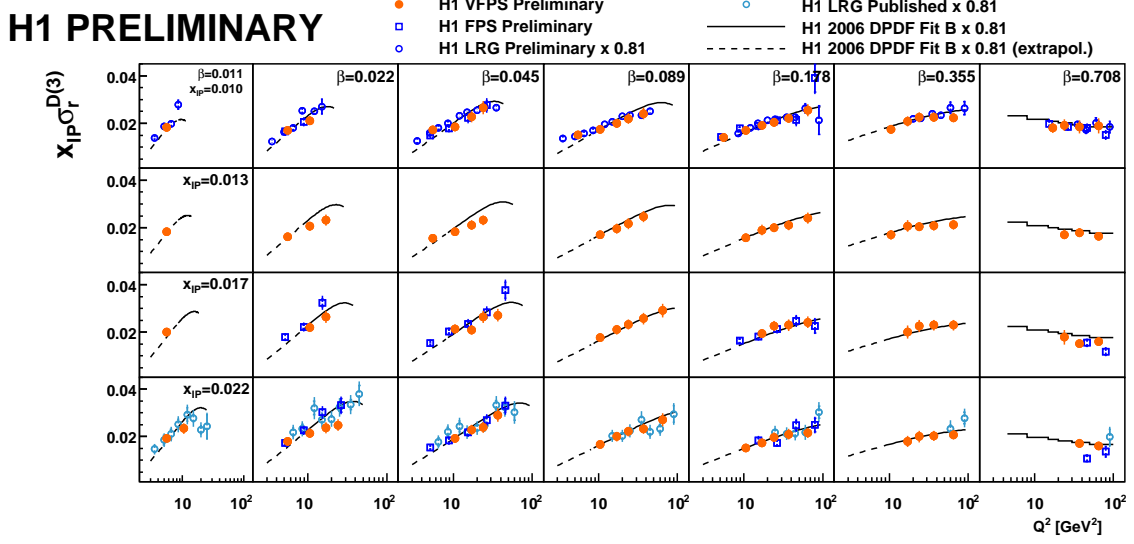 H1 PRELIMINARY
H1 VFPS Preliminary
H1 FPS Preliminary
H1 LRG Preliminary x 0.81
H1 LRG Published x 0.81
H1 2006 DPDF Fit B x 0.81
H1 2006 DPDF Fit B x 0.81 (extrapol.)
x_IP σ_r^D(3)
0.04
0.02
β=0.011
x_IP=0.010
β=0.022
β=0.045
β=0.089
β=0.178
β=0.355
β=0.708
0.04
0.02
x_IP=0.013
0.04
0.02
x_IP=0.017
0.04
0.02
x_IP=0.022
10 10² 10 10² 10 10² 10 10² 10 10² 10 10² 10 10²
Q² [GeV²]